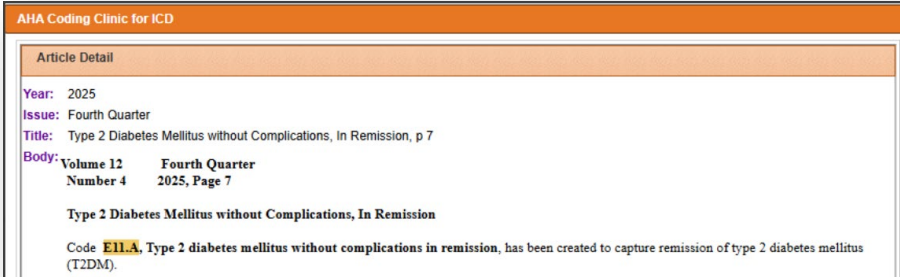 AHA Coding Clinic for ICD
Article Detail
Year: 2025
Issue: Fourth Quarter
Title: Type 2 Diabetes Mellitus without Complications, In Remission, p 7
Body:
Volume 12 Fourth Quarter
Number 4 2025, Page 7
Type 2 Diabetes Mellitus without Complications, In Remission
Code E11.A, Type 2 diabetes mellitus without complications in remission, has been created to capture remission of type 2 diabetes mellitus
(T2DM).